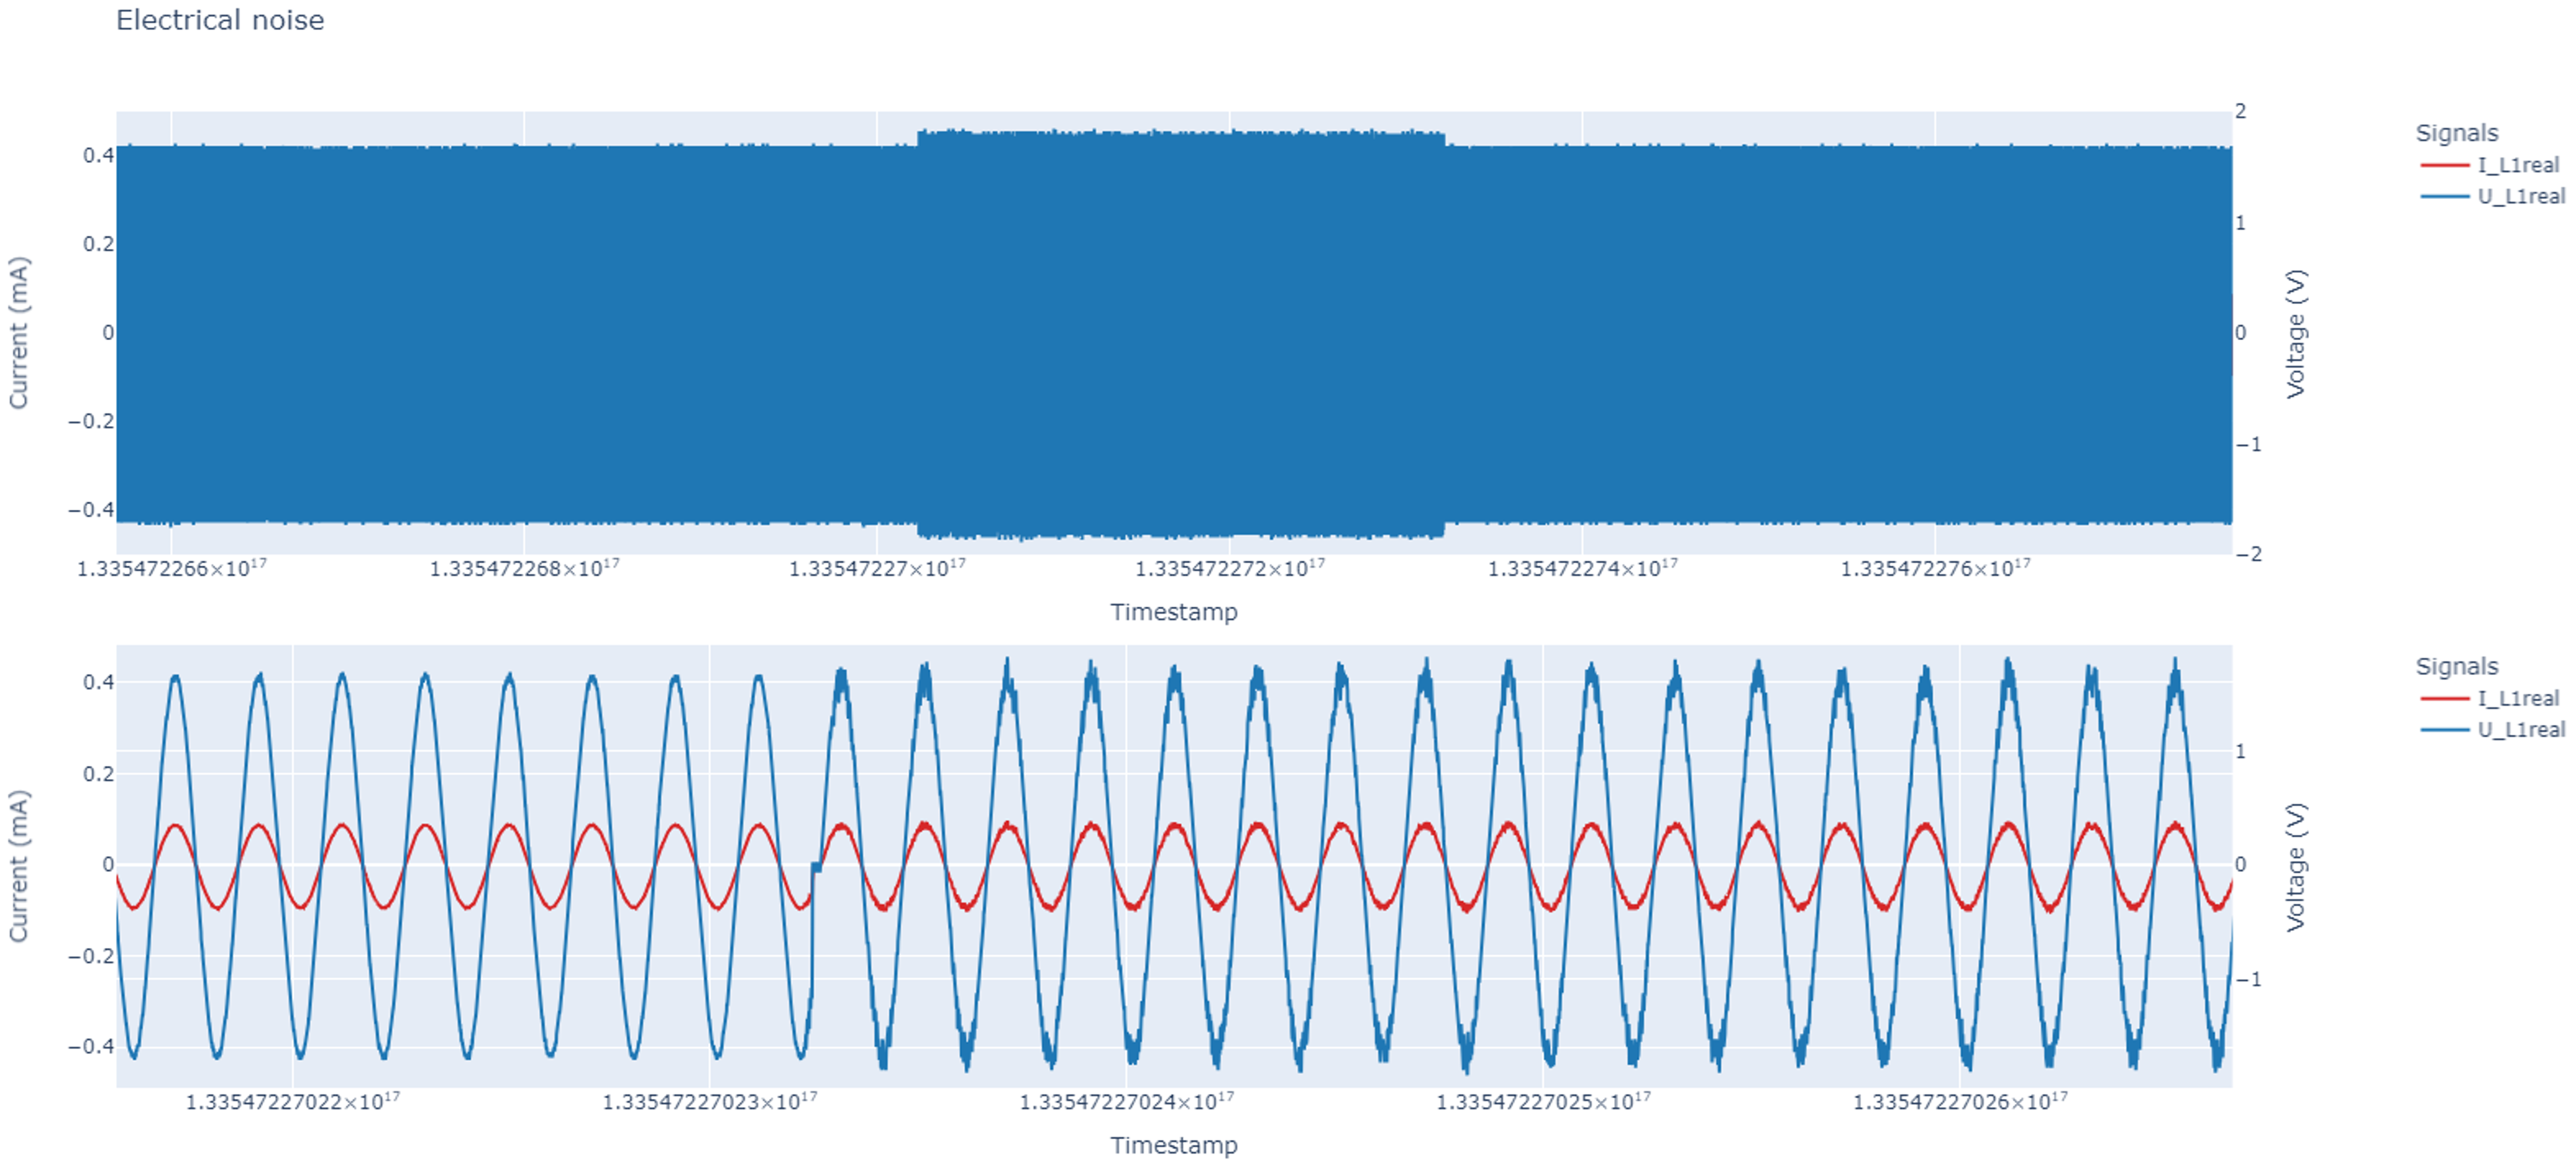 Electrical noise
Current (mA)
0.4
0.2
0
−0.2
−0.4
2
1
0
−1
−2
Voltage (V)
Signals
I_L1real
U_L1real
1.335472266×10¹⁷ 1.335472268×10¹⁷ 1.33547227×10¹⁷ 1.335472272×10¹⁷ 1.335472274×10¹⁷ 1.335472276×10¹⁷
Timestamp
Current (mA)
0.4
0.2
0
−0.2
−0.4
1
0
−1
Voltage (V)
Signals
I_L1real
U_L1real
1.33547227022×10¹⁷ 1.33547227023×10¹⁷ 1.33547227024×10¹⁷ 1.33547227025×10¹⁷ 1.33547227026×10¹⁷
Timestamp